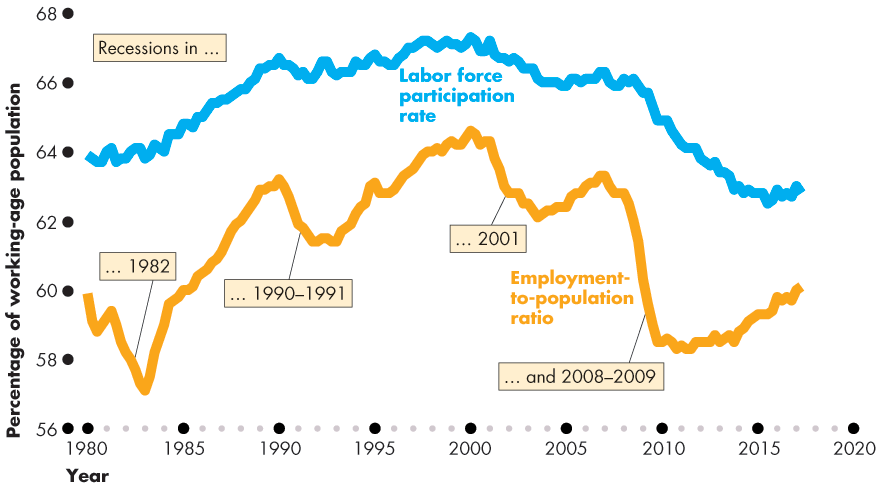 68
Recessions in ...
66
Labor force
participation
rate
64
62
... 1982
... 1990–1991
... 2001
60
Employment-
to-population
ratio
58
... and 2008–2009
56
Percentage of working-age population
1980 1985 1990 1995 2000 2005 2010 2015 2020
Year